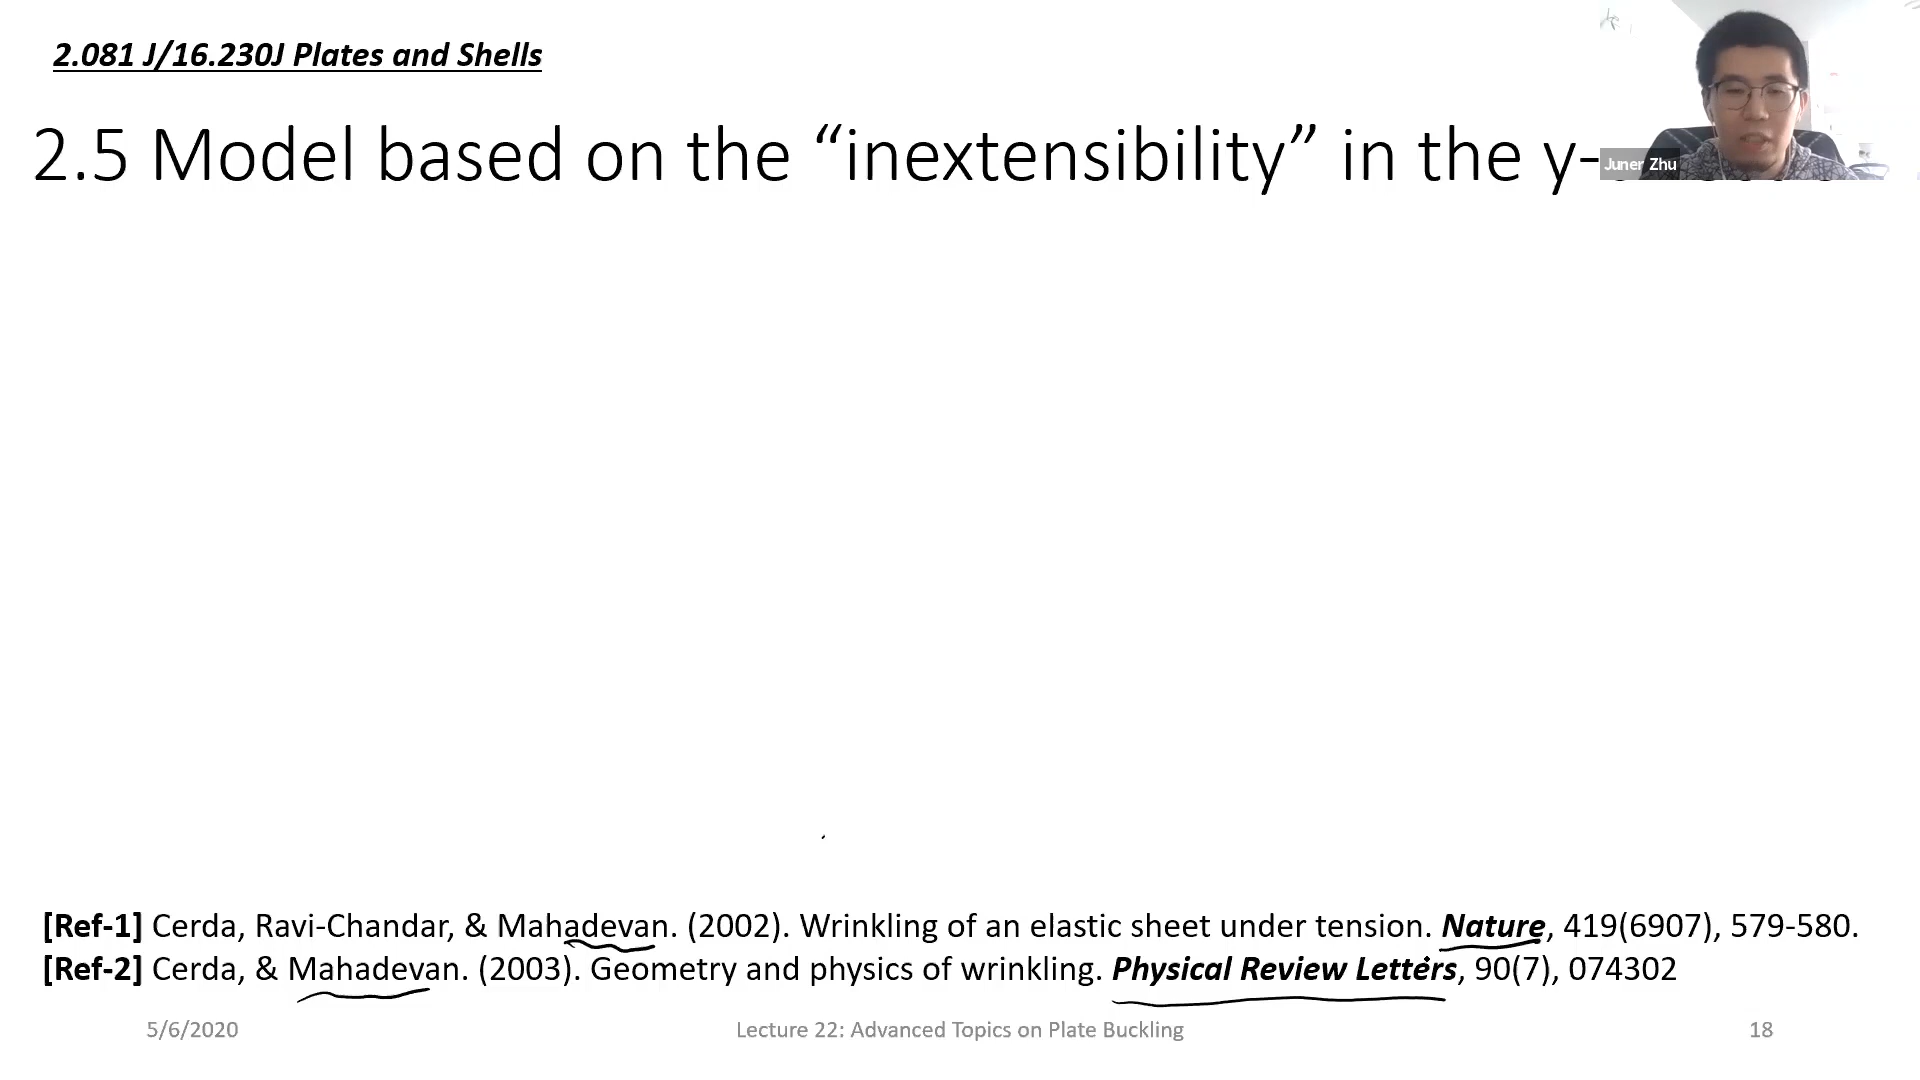 2.081 J/16.230J Plates and Shells
2.5 Model based on the “inextensibility” in the y-
Juner Zhu
[Ref-1] Cerda, Ravi-Chandar, & Mahadevan. (2002). Wrinkling of an elastic sheet under tension. Nature, 419(6907), 579-580.
[Ref-2] Cerda, & Mahadevan. (2003). Geometry and physics of wrinkling. Physical Review Letters, 90(7), 074302
5/6/2020
Lecture 22: Advanced Topics on Plate Buckling
18